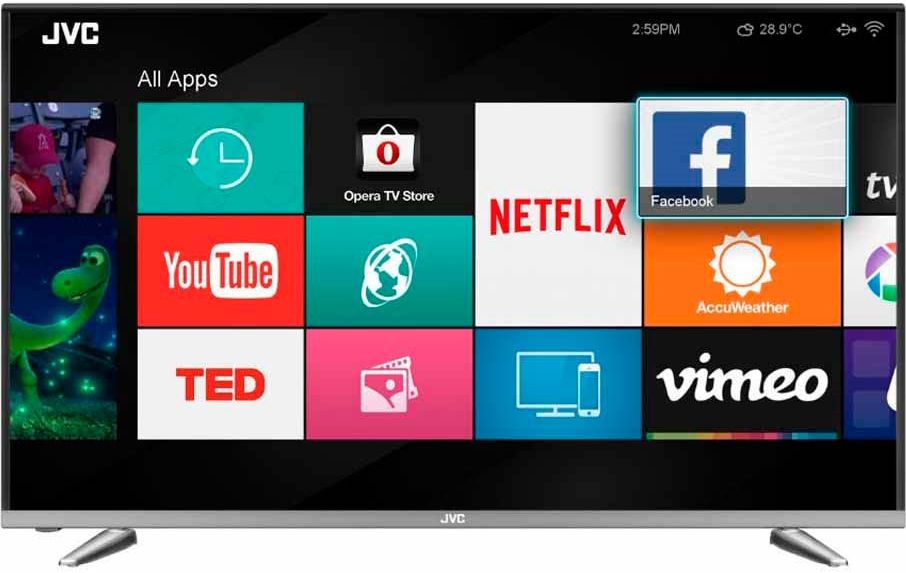 JVC
2:59PM
28.9°C
All Apps
Opera TV Store
NETFLIX
Facebook
tv
YouTube
AccuWeather
TED
vimeo
JVC